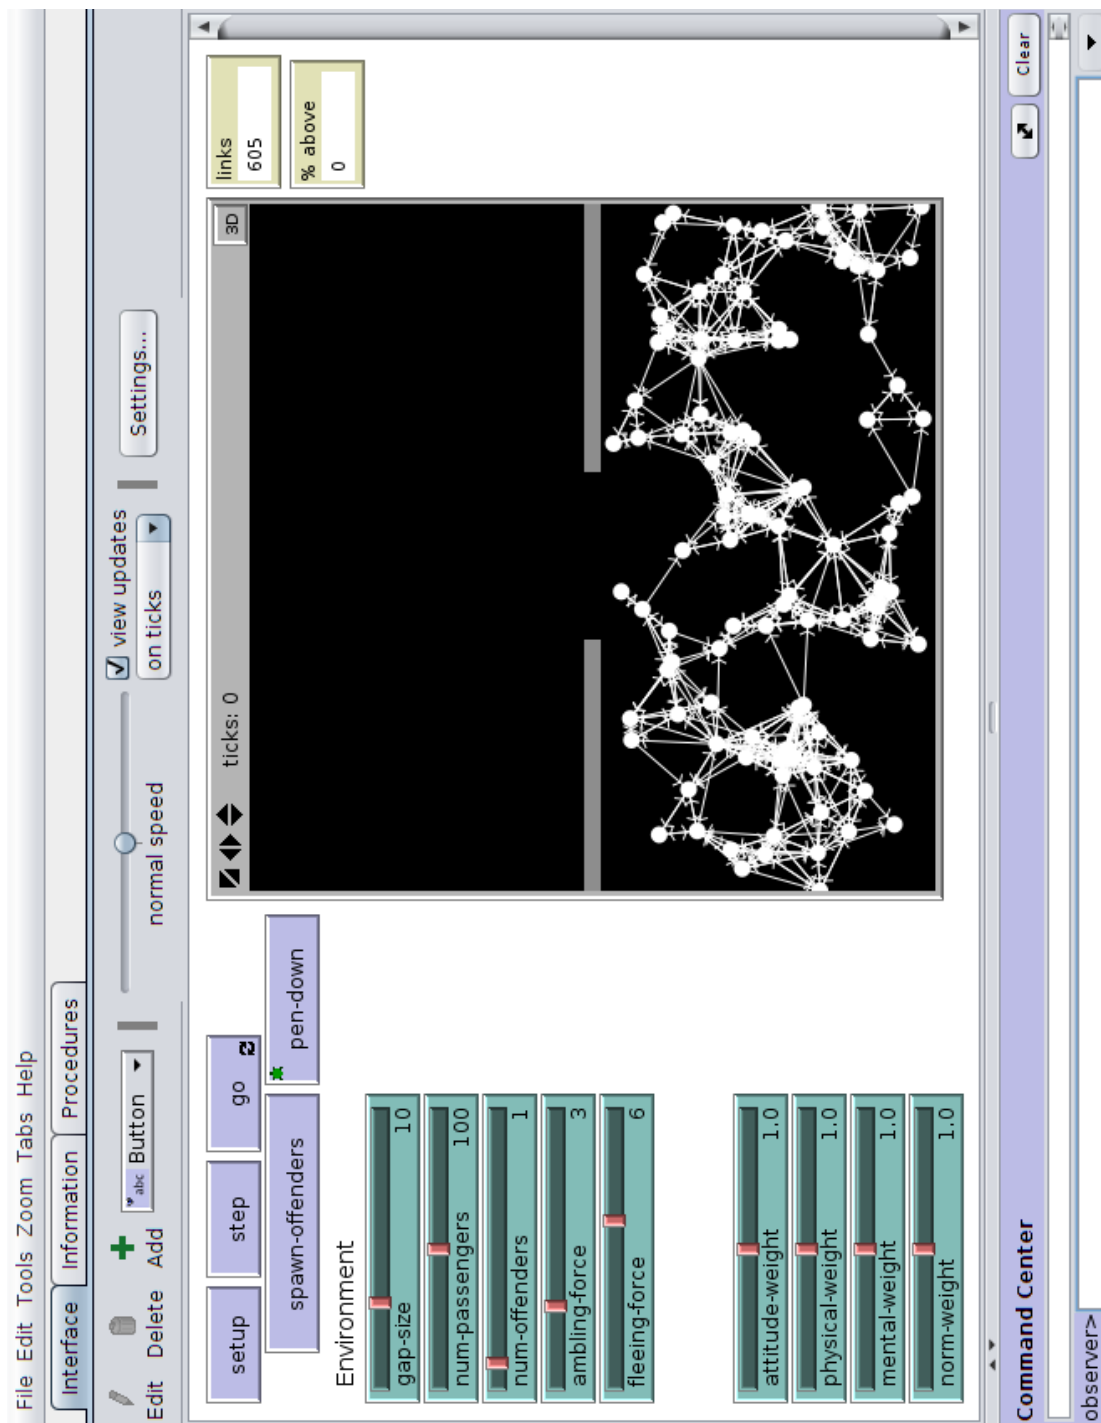 File Edit Tools Zoom Tabs Help
Interface Information Procedures
Edit Delete Add
abc Button
normal speed
view updates
on ticks
Settings...
setup step go
spawn-offenders pen-down
Environment
gap-size 10
num-passengers 100
num-offenders 1
ambling-force 3
fleeing-force 6
attitude-weight 1.0
physical-weight 1.0
mental-weight 1.0
norm-weight 1.0
ticks: 0
3D
links
605
% above
0
Command Center
Clear
observer>